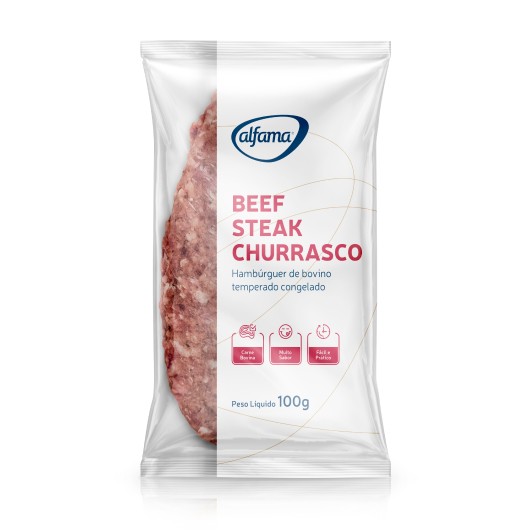 alfama
BEEF
STEAK
CHURRASCO
Hambúrguer de bovino
temperado congelado
Carne
Bovina
Muito
Sabor
Fácil e
Prático
Peso Líquido 100g